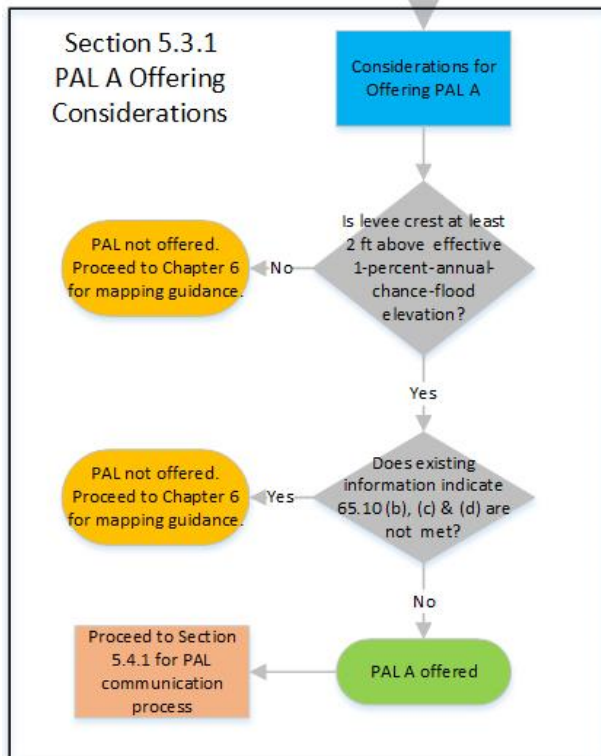 Section 5.3.1
PAL A Offering
Considerations
Considerations for
Offering PAL A
Is levee crest at least
2 ft above effective
1-percent-annual-
chance-flood
elevation?
No
PAL not offered.
Proceed to Chapter 6
for mapping guidance.
Yes
Does existing
information indicate
65.10 (b), (c) & (d) are
not met?
Yes
PAL not offered.
Proceed to Chapter 6
for mapping guidance.
No
PAL A offered
Proceed to Section
5.4.1 for PAL
communication
process